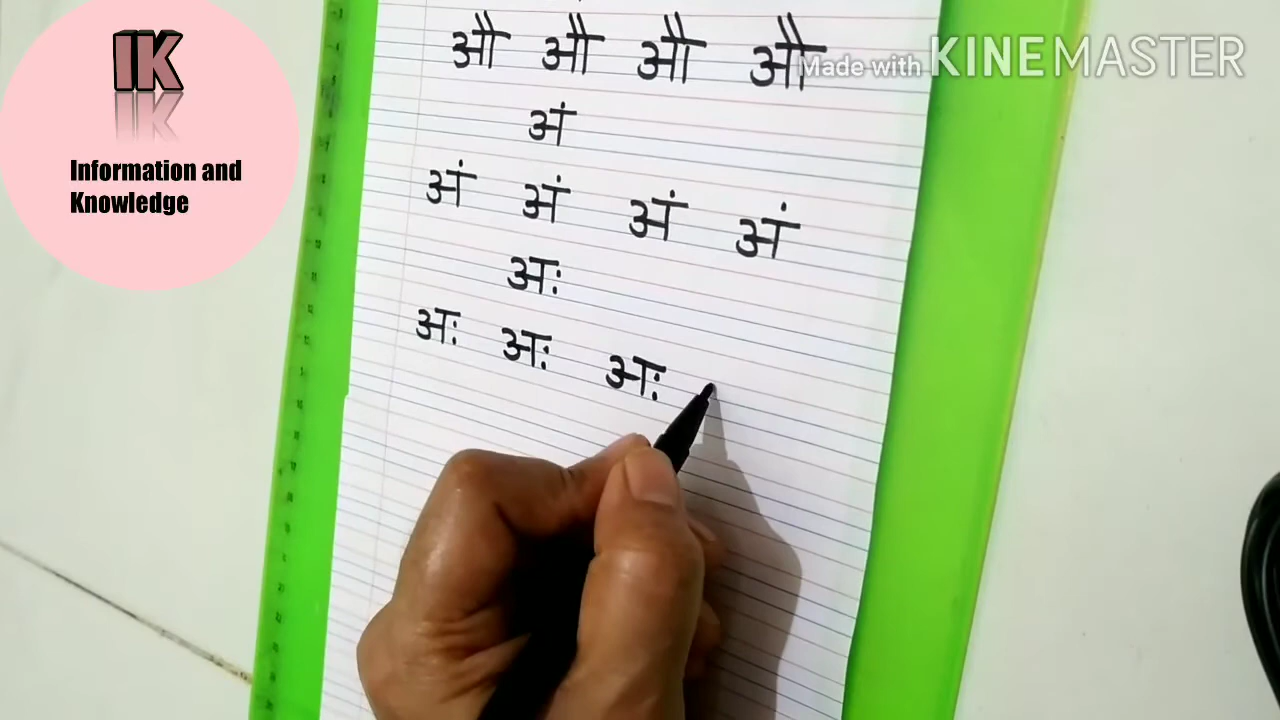 IK
Information and
Knowledge
Made with KINEMASTER
औ औ औ औ
अं
अं अं अं अं
अः
अः अः अः